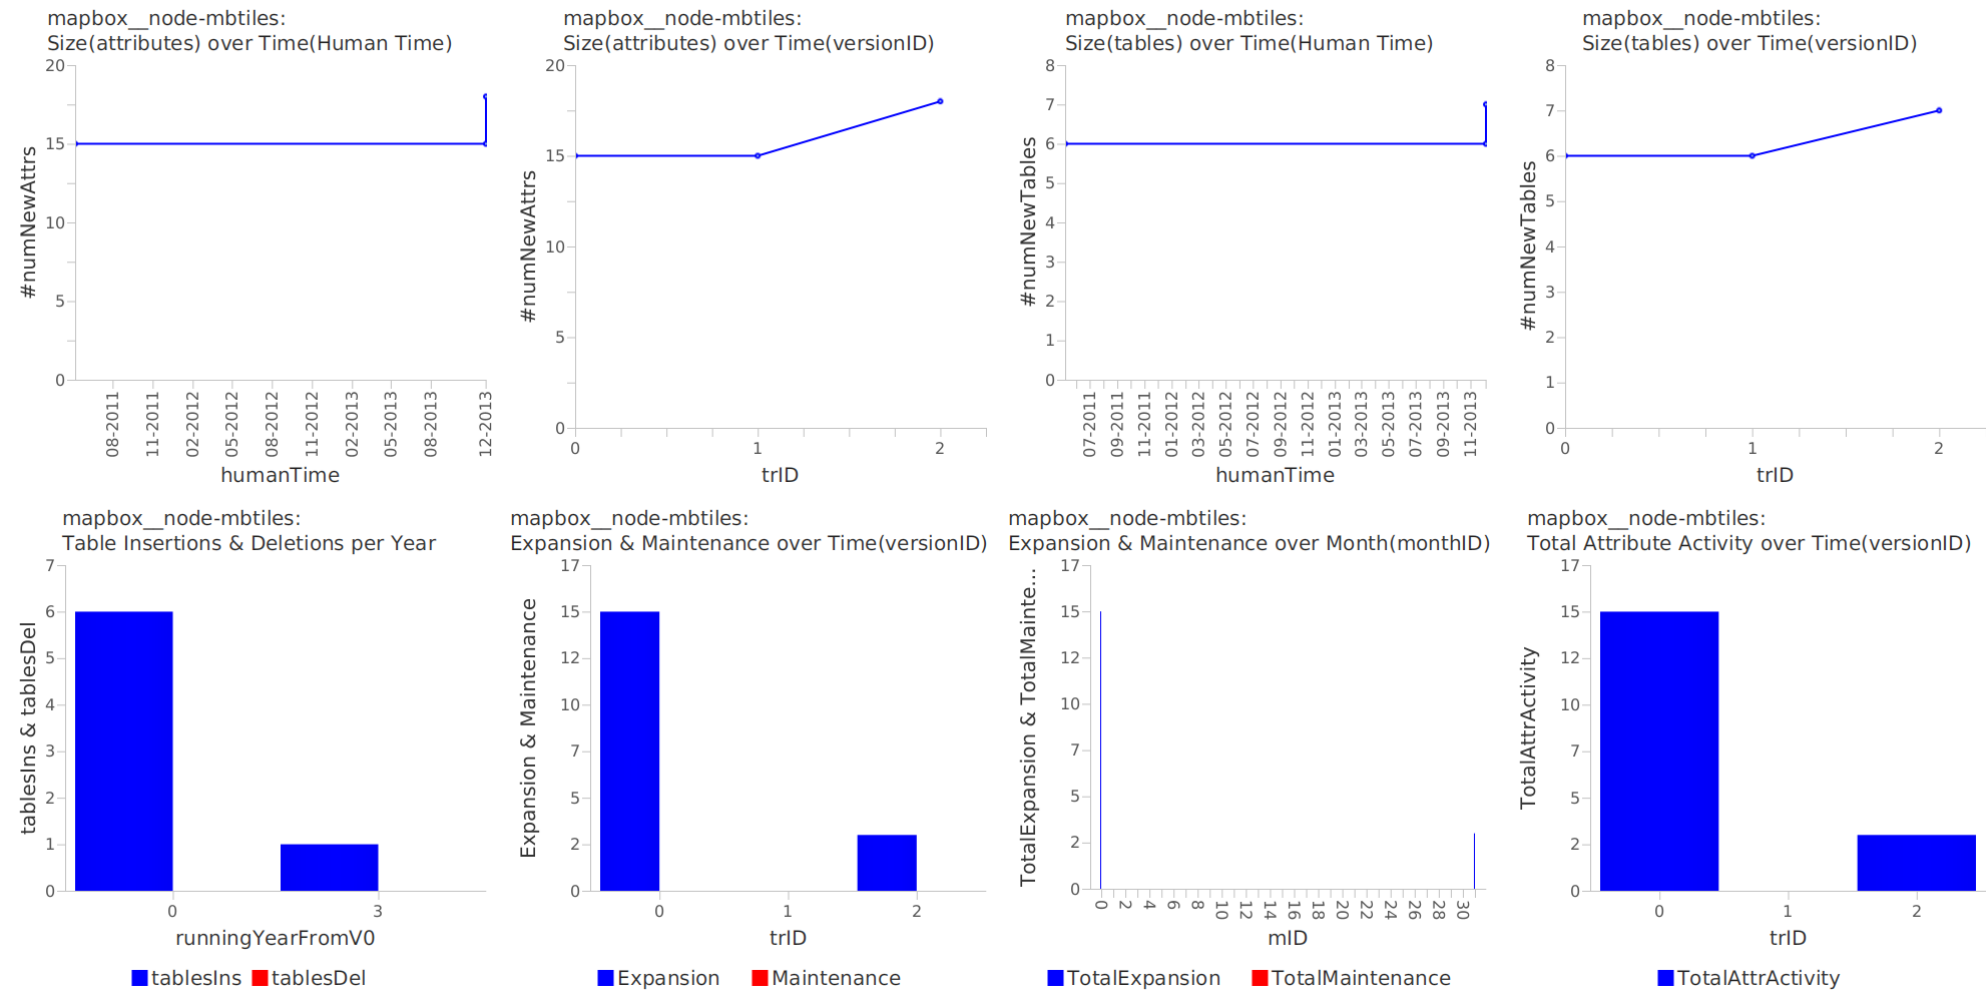 mapbox__node-mbtiles:
Size(attributes) over Time(Human Time)
#numNewAttrs
20
15
10
5
0
08-2011
11-2011
02-2012
05-2012
08-2012
11-2012
02-2013
05-2013
08-2013
12-2013
humanTime
mapbox__node-mbtiles:
Size(attributes) over Time(versionID)
#numNewAttrs
20
15
10
5
0
0
1
2
trID
mapbox__node-mbtiles:
Size(tables) over Time(Human Time)
#numNewTables
8
7
6
5
4
3
2
1
0
07-2011
09-2011
11-2011
01-2012
03-2012
05-2012
07-2012
09-2012
11-2012
01-2013
03-2013
05-2013
07-2013
09-2013
11-2013
humanTime
mapbox__node-mbtiles:
Size(tables) over Time(versionID)
#numNewTables
8
7
6
5
4
3
2
1
0
0
1
2
trID
mapbox__node-mbtiles:
Table Insertions & Deletions per Year
tablesIns & tablesDel
7
6
5
4
3
2
1
0
0
3
runningYearFromV0
tablesIns
tablesDel
mapbox__node-mbtiles:
Expansion & Maintenance over Time(versionID)
Expansion & Maintenance
17
15
12
10
7
5
2
0
0
1
2
trID
Expansion
Maintenance
mapbox__node-mbtiles:
Expansion & Maintenance over Month(monthID)
TotalExpansion & TotalMainte...
17
15
12
10
7
5
2
0
0
2
4
6
8
10
12
14
16
18
20
22
24
26
28
30
mID
TotalExpansion
TotalMaintenance
mapbox__node-mbtiles:
Total Attribute Activity over Time(versionID)
TotalAttrActivity
17
15
12
10
7
5
2
0
0
1
2
trID
TotalAttrActivity